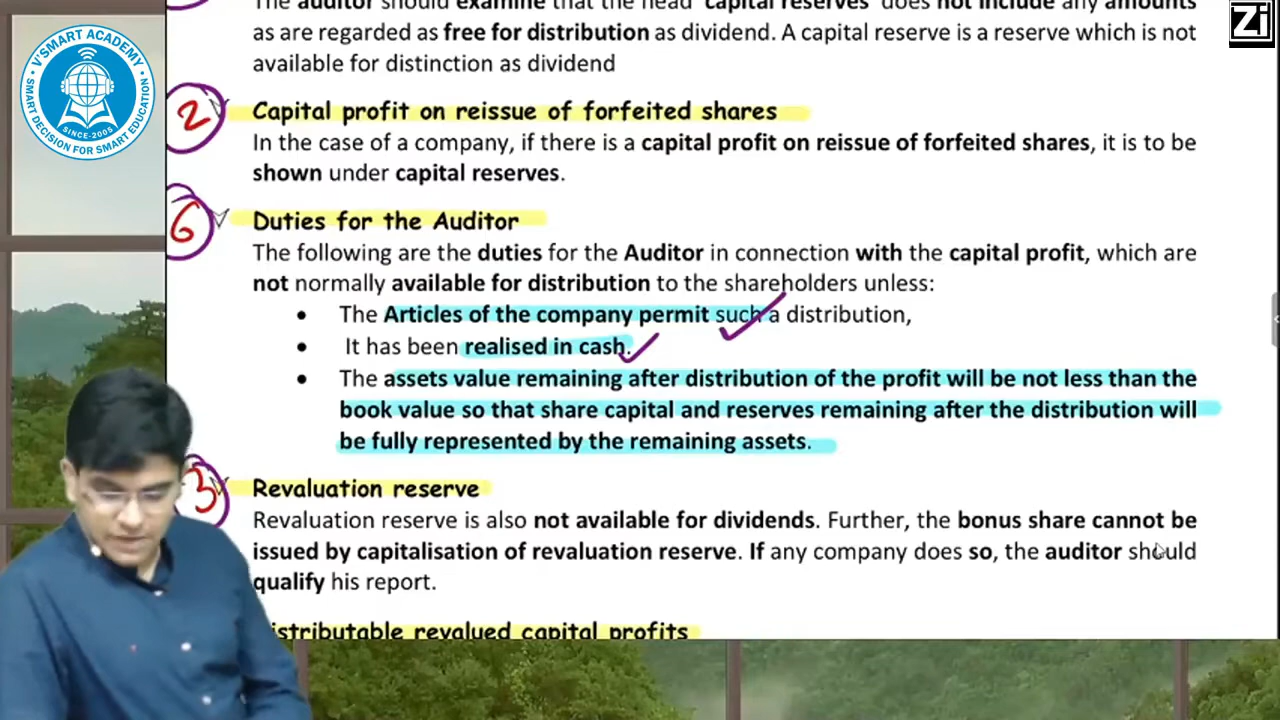 The auditor should examine that the head 'capital reserves' does not include any amounts
as are regarded as free for distribution as dividend. A capital reserve is a reserve which is not
available for distinction as dividend
2 Capital profit on reissue of forfeited shares
In the case of a company, if there is a capital profit on reissue of forfeited shares, it is to be
shown under capital reserves.
6 Duties for the Auditor
The following are the duties for the Auditor in connection with the capital profit, which are
not normally available for distribution to the shareholders unless:
• The Articles of the company permit such a distribution,
• It has been realised in cash.
• The assets value remaining after distribution of the profit will be not less than the
book value so that share capital and reserves remaining after the distribution will
be fully represented by the remaining assets.
3 Revaluation reserve
Revaluation reserve is also not available for dividends. Further, the bonus share cannot be
issued by capitalisation of revaluation reserve. If any company does so, the auditor should
qualify his report.
istributable revalued capital profits
V'SMART ACADEMY
SINCE-2005
SMART DECISION FOR SMART EDUCATION
Zi